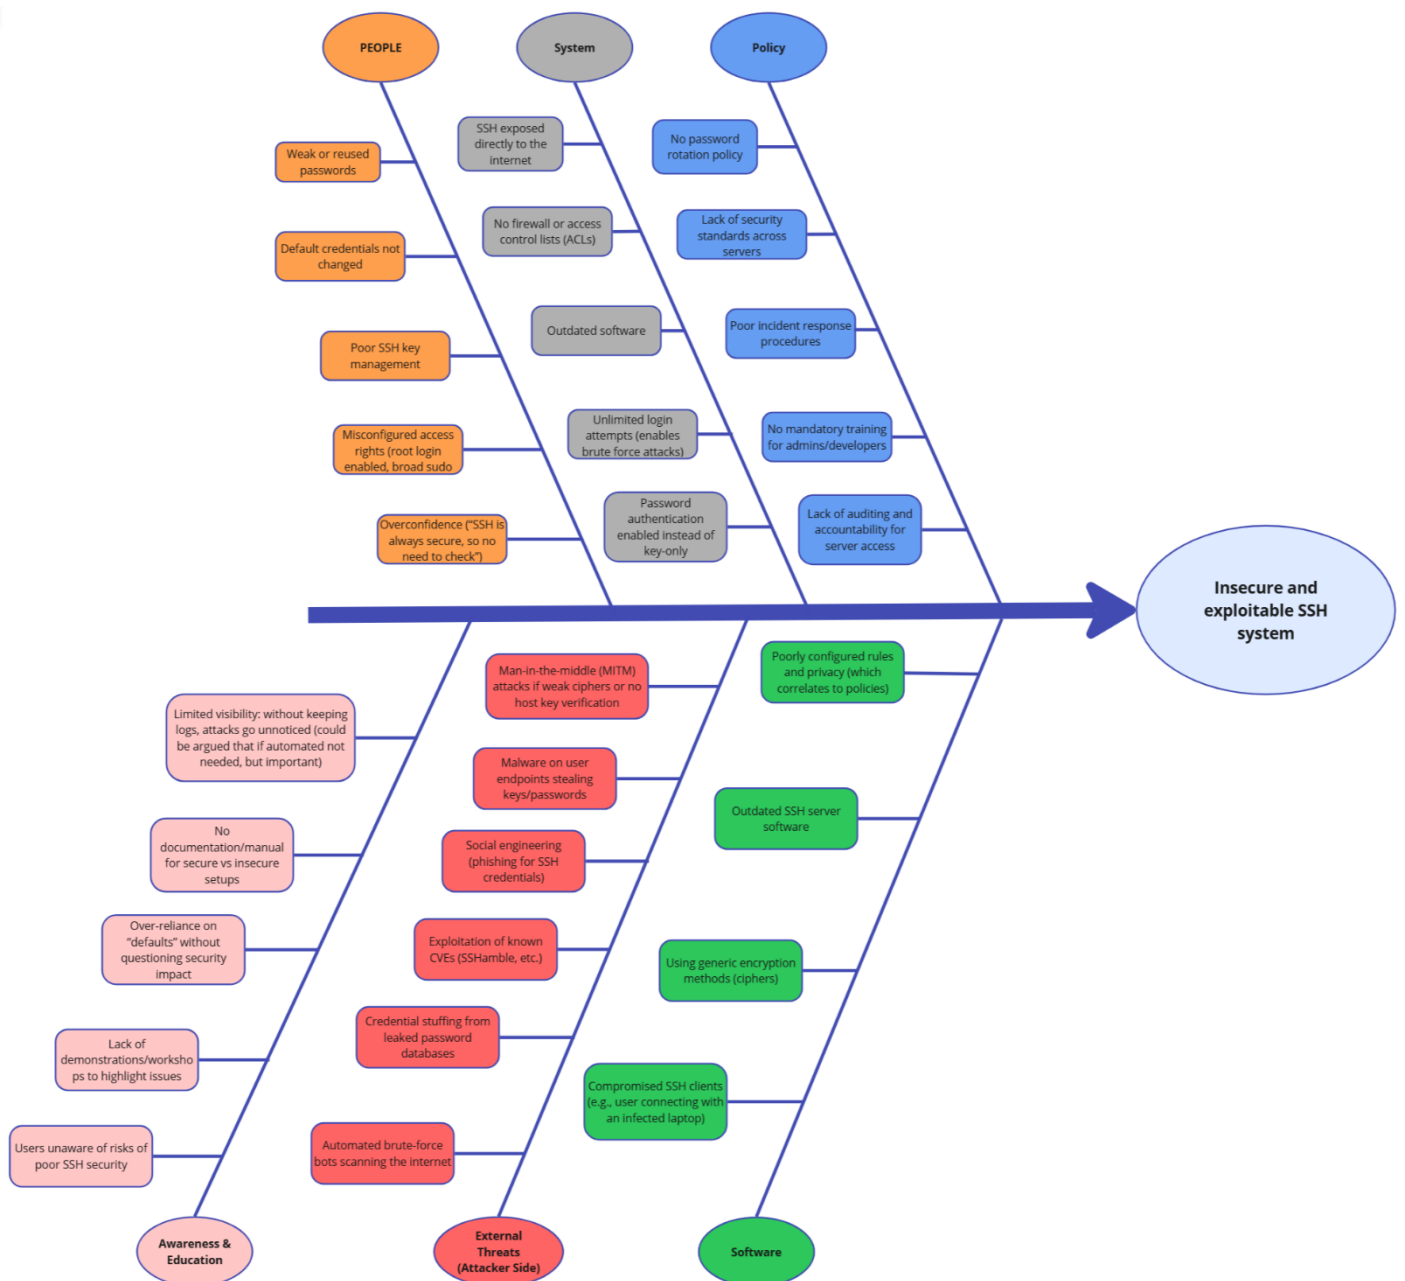 PEOPLE
System
Policy
Weak or reused
passwords
Default credentials not
changed
Poor SSH key
management
Misconfigured access
rights (root login
enabled, broad sudo
Overconfidence (“SSH is
always secure, so no
need to check”)
SSH exposed
directly to the
internet
No firewall or access
control lists (ACLs)
Outdated software
Unlimited login
attempts (enables
brute force attacks)
Password
authentication
enabled instead of
key-only
No password
rotation policy
Lack of security
standards across
servers
Poor incident response
procedures
No mandatory training
for admins/developers
Lack of auditing and
accountability for
server access
Insecure and
exploitable SSH
system
Limited visibility: without keeping
logs, attacks go unnoticed (could
be argued that if automated not
needed, but important)
No
documentation/manual
for secure vs insecure
setups
Over-reliance on
“defaults” without
questioning security
impact
Lack of
demonstrations/worksho
ps to highlight issues
Users unaware of risks of
poor SSH security
Man-in-the-middle (MITM)
attacks if weak ciphers or no
host key verification
Malware on user
endpoints stealing
keys/passwords
Social engineering
(phishing for SSH
credentials)
Exploitation of known
CVEs (SSHamble, etc.)
Credential stuffing from
leaked password
databases
Automated brute-force
bots scanning the internet
Poorly configured rules
and privacy (which
correlates to policies)
Outdated SSH server
software
Using generic encryption
methods (ciphers)
Compromised SSH clients
(e.g., user connecting with
an infected laptop)
Awareness &
Education
External
Threats
(Attacker Side)
Software